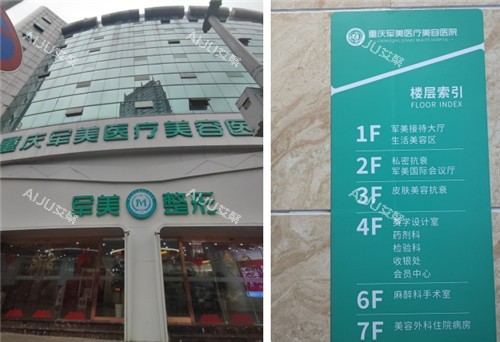 重庆军美医疗美容医
军美 M 整形
AIJU艾剧
重庆军美医疗美容医院
楼层索引
FLOOR INDEX
1F 军美接待大厅
生活美容区
2F 私密抗衰
军美国际会议厅
3F 皮肤美容抗衰
4F 美学设计室
药剂科
检验科
收银处
会员中心
6F 麻醉科手术室
7F 美容外科住院病房